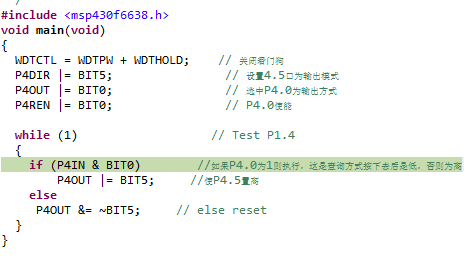 #include <msp430f6638.h>
void main(void)
{
WDTCTL = WDTPW + WDTHOLD; // 关闭看门狗
P4DIR |= BIT5; // 设置4.5口为输出模式
P4OUT |= BIT0; // 选中P4.0为输出方式
P4REN |= BIT0; // P4.0使能
while (1) // Test P1.4
{
if (P4IN & BIT0) //如果P4.0为1则执行，这是查询方式按下去后是低，否则为高
P4OUT |= BIT5; //使P4.5置高
else
P4OUT &= ~BIT5; // else reset
}
}